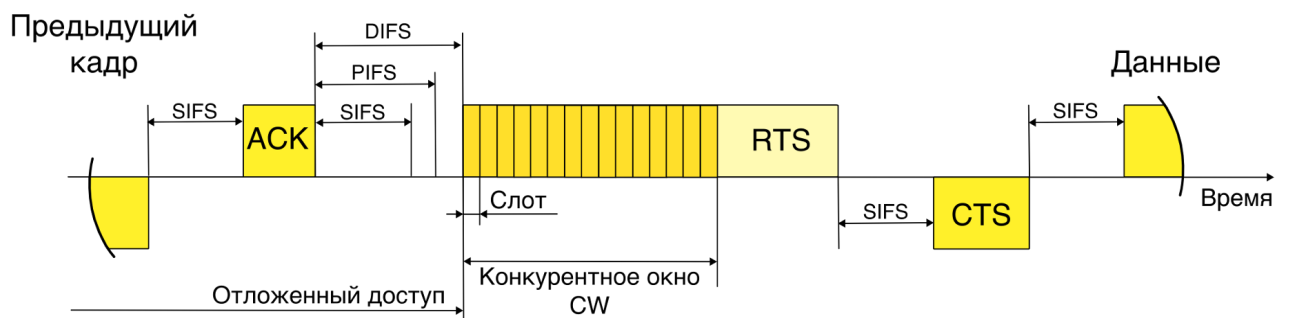 Предыдущий
кадр
DIFS
Данные
PIFS
SIFS
SIFS
SIFS
ACK
RTS
Слот
Время
SIFS
CTS
Конкурентное окно
CW
Отложенный доступ